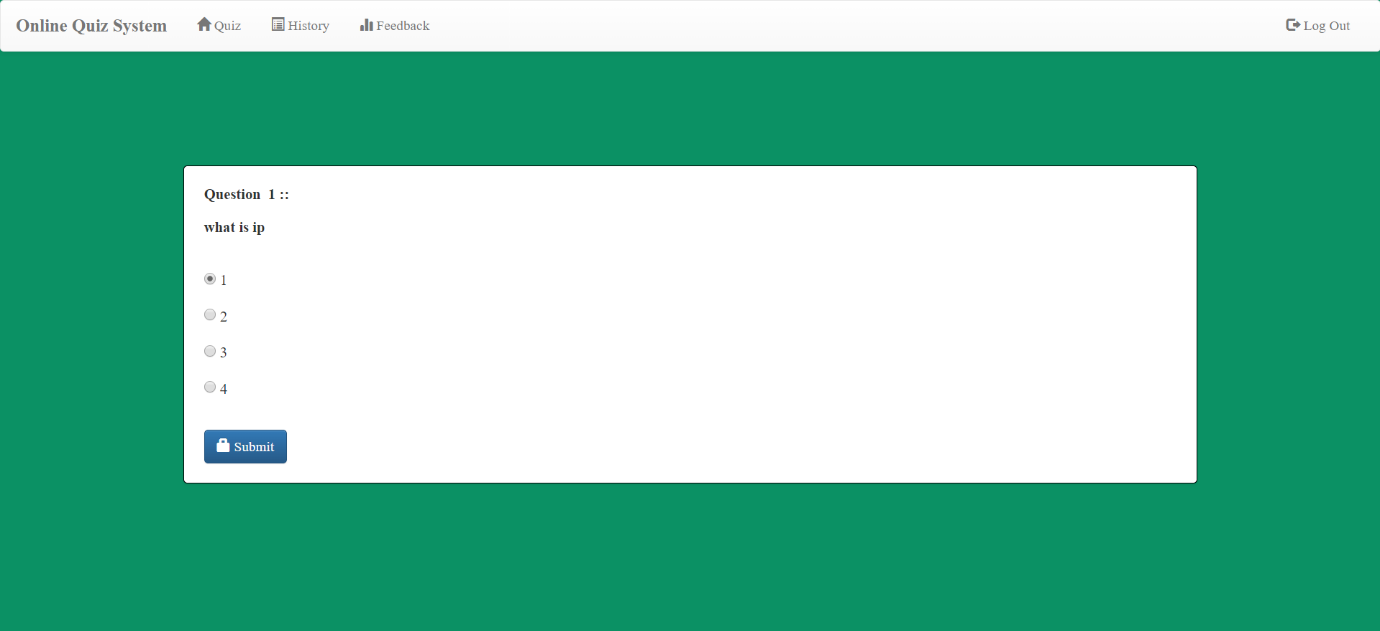 Online Quiz System Quiz History Feedback Log Out
Question 1 ::
what is ip
1
2
3
4
Submit